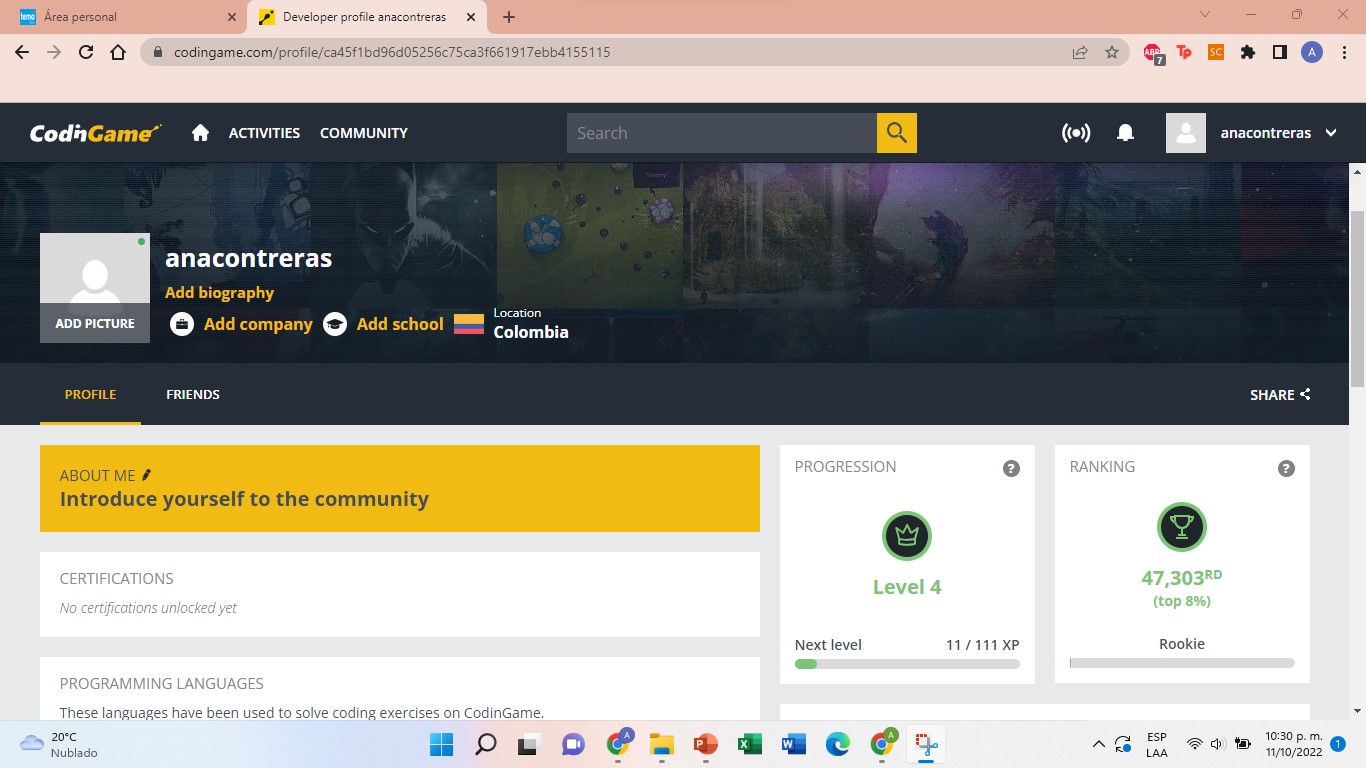 Área personal
Developer profile anacontreras
codingame.com/profile/ca45f1bd96d05256c75ca3f661917ebb4155115
ABP
7
Tp
SC
A
CodinGame
ACTIVITIES
COMMUNITY
Search
anacontreras
Yummy!
anacontreras
Add biography
ADD PICTURE
Add company
Add school
Location
Colombia
PROFILE
FRIENDS
SHARE
ABOUT ME
Introduce yourself to the community
PROGRESSION
?
Level 4
Next level
11 / 111 XP
RANKING
?
47,303RD
(top 8%)
Rookie
CERTIFICATIONS
No certifications unlocked yet
PROGRAMMING LANGUAGES
These languages have been used to solve coding exercises on CodinGame.
20°C
Nublado
A
P
X
W
A
ESP
LAA
10:30 p. m.
11/10/2022
1